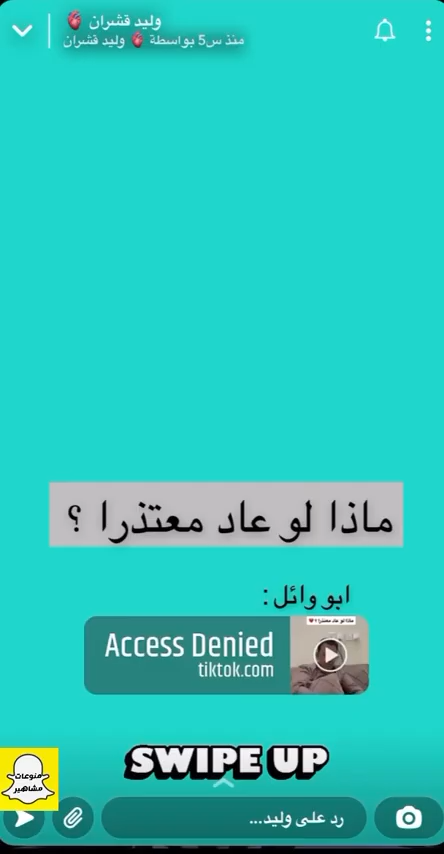 وليد قشران 🫀
منذ س5 بواسطة 🫀 وليد قشران
ماذا لو عاد معتذرا ؟
ابو وائل :
ماذا لو عاد معتذرا ؟
Access Denied
tiktok.com
SWIPE UP
منوعات
مشاهير
رد على وليد...